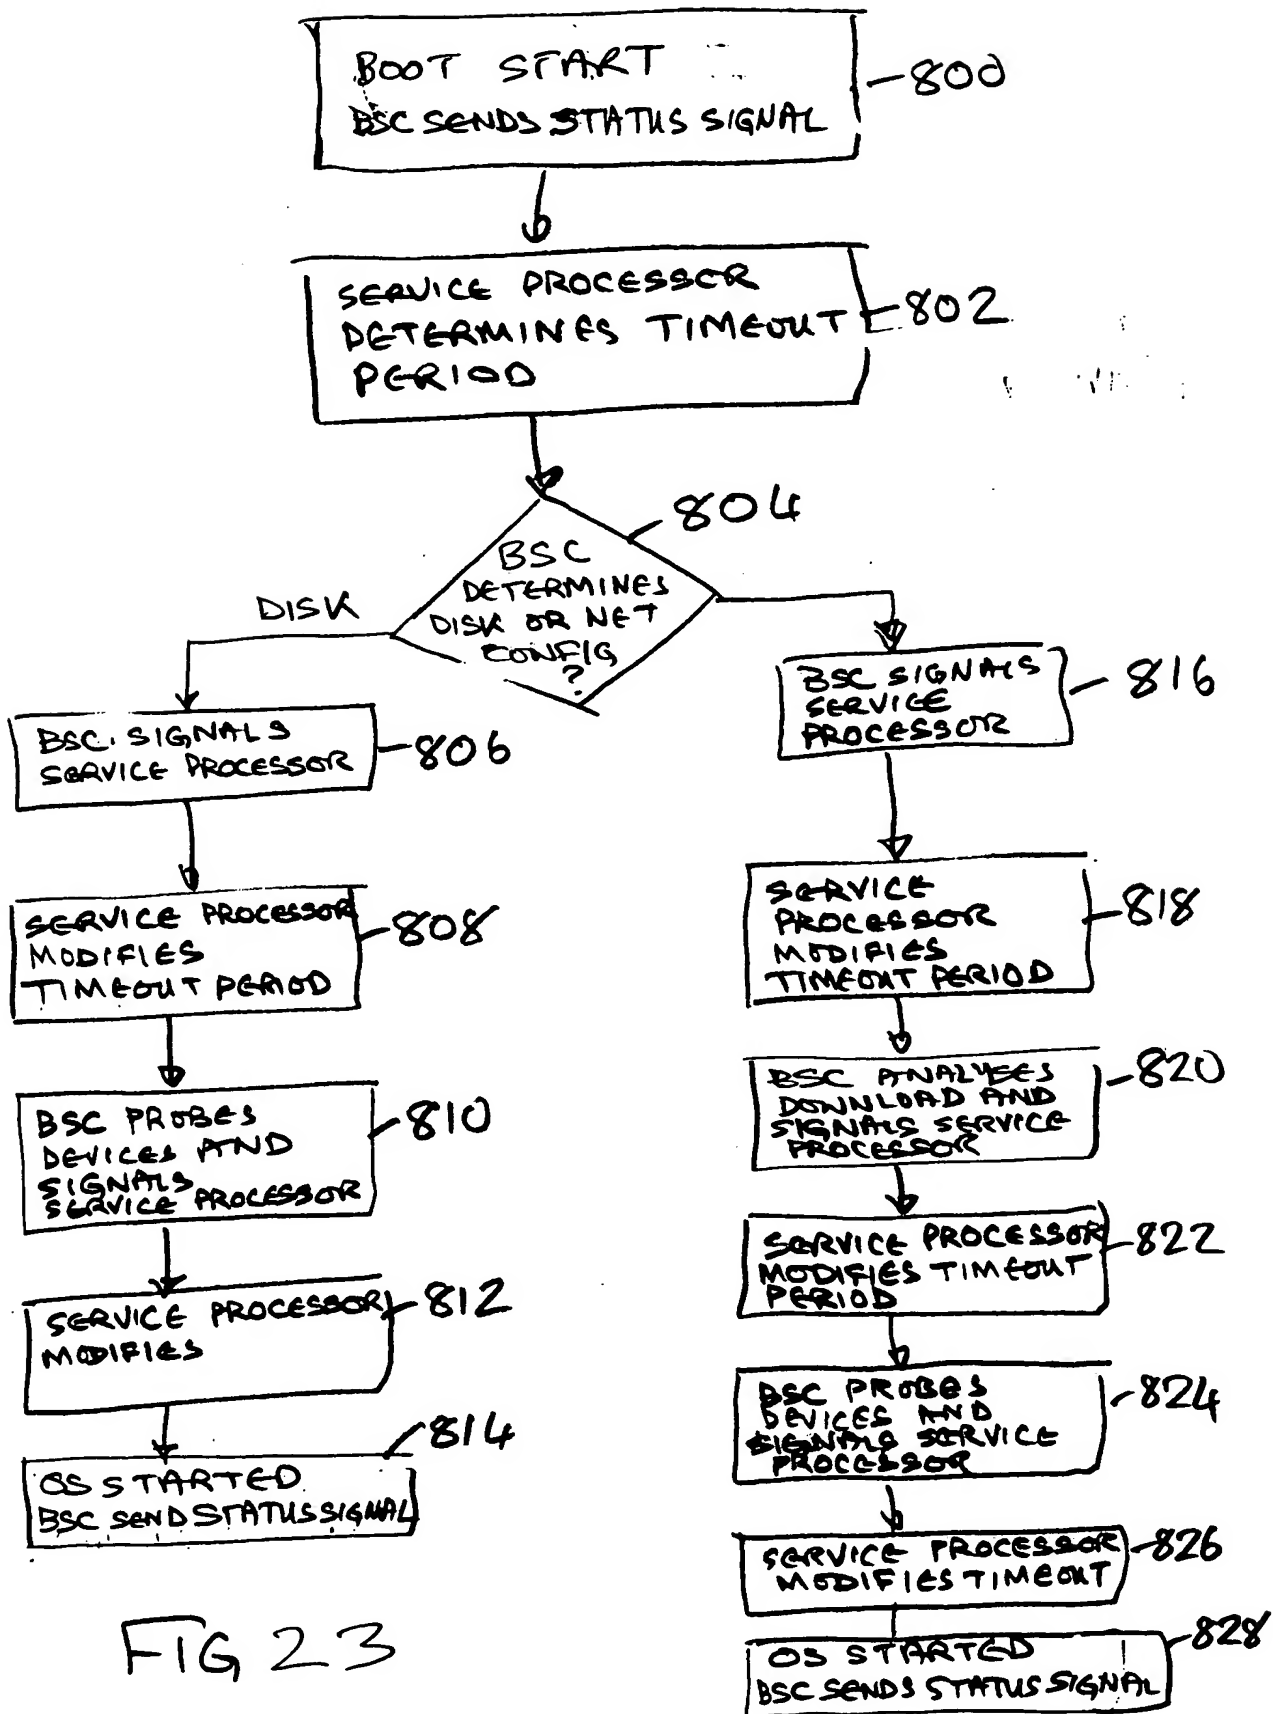 BOOT START
BSC SENDS STATUS SIGNAL
800
SERVICE PROCESSOR
DETERMINES TIMEOUT
PERIOD
802
804
BSC
DETERMINES
DISK OR NET
CONFIG
?
DISK
BSC SIGNALS
SERVICE PROCESSOR
806
SERVICE PROCESSOR
MODIFIES
TIMEOUT PERIOD
808
BSC PROBES
DEVICES AND
SIGNALS
SERVICE PROCESSOR
810
SERVICE PROCESSOR
MODIFIES
812
OS STARTED
BSC SEND STATUS SIGNAL
814
BSC SIGNALS
SERVICE
PROCESSOR
816
SERVICE
PROCESSOR
MODIFIES
TIMEOUT PERIOD
818
BSC ANALYSES
DOWNLOAD AND
SIGNALS SERVICE
PROCESSOR
820
SERVICE PROCESSOR
MODIFIES TIMEOUT
PERIOD
822
BSC PROBES
DEVICES AND
SIGNALS SERVICE
PROCESSOR
824
SERVICE PROCESSOR
MODIFIES TIMEOUT
826
OS STARTED
BSC SENDS STATUS SIGNAL
828
FIG 23